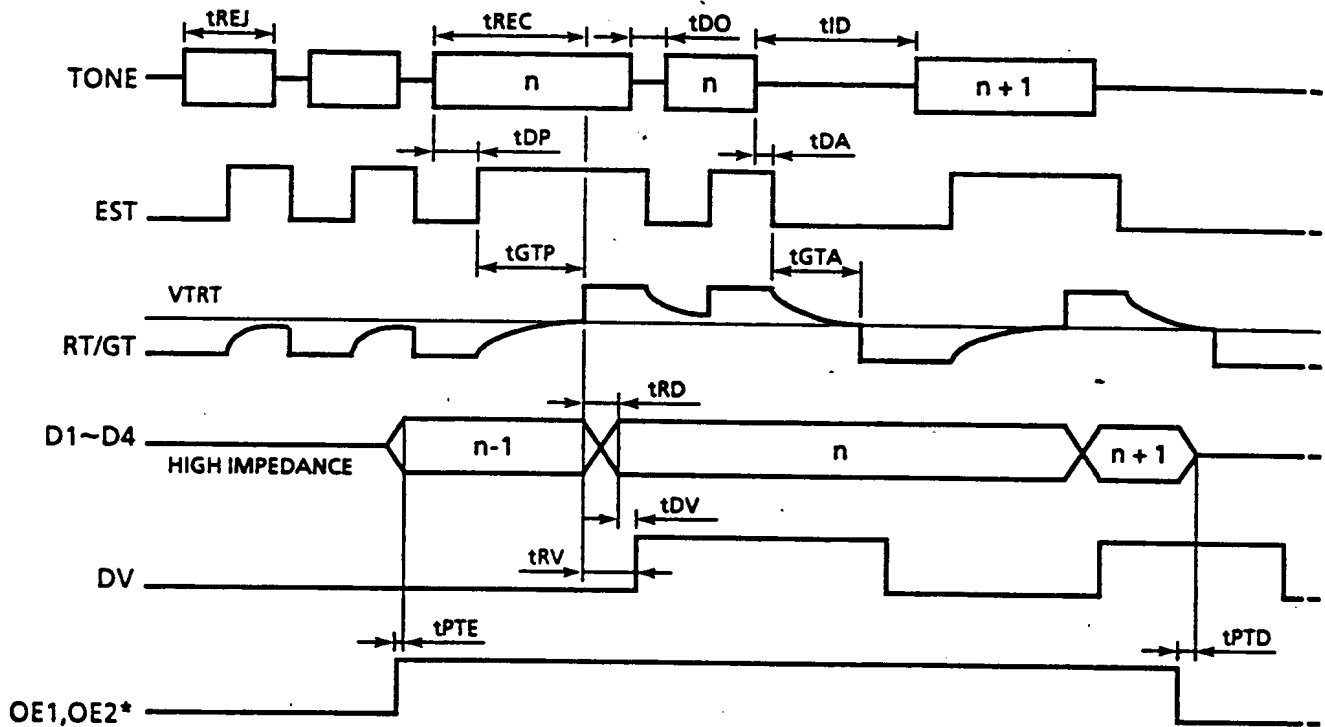 tREJ tREC tDO tID
TONE n n n + 1
tDP tDA
EST
tGTP tGTA
VTRT
RT/GT
tRD
D1~D4 n-1 n n + 1
HIGH IMPEDANCE
tDV
tRV
DV
tPTE tPTD
OE1,OE2*